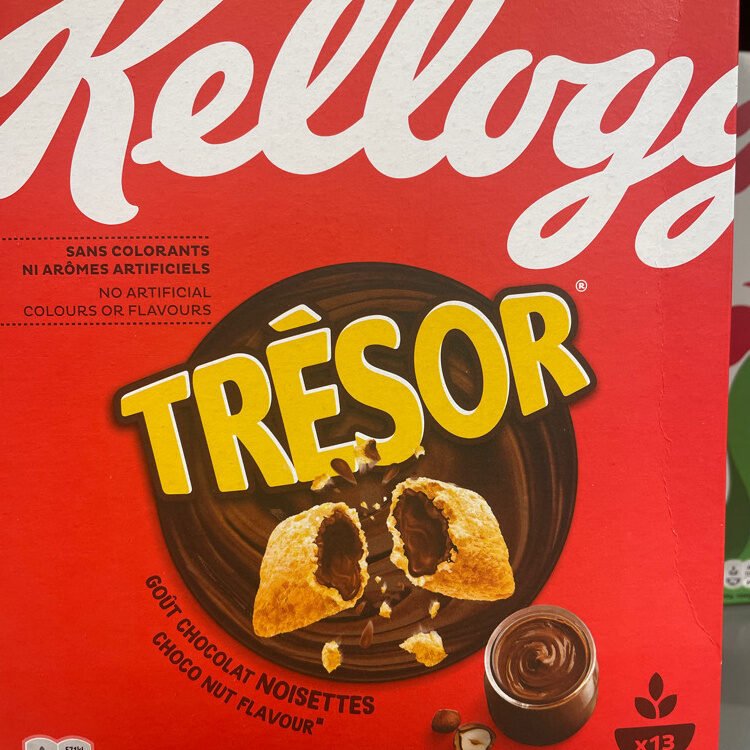 Kellogg
SANS COLORANTS
NI ARÔMES ARTIFICIELS
NO ARTIFICIAL
COLOURS OR FLAVOURS
TRÉSOR®
GOÛT CHOCOLAT NOISETTES
CHOCO NUT FLAVOUR
x13